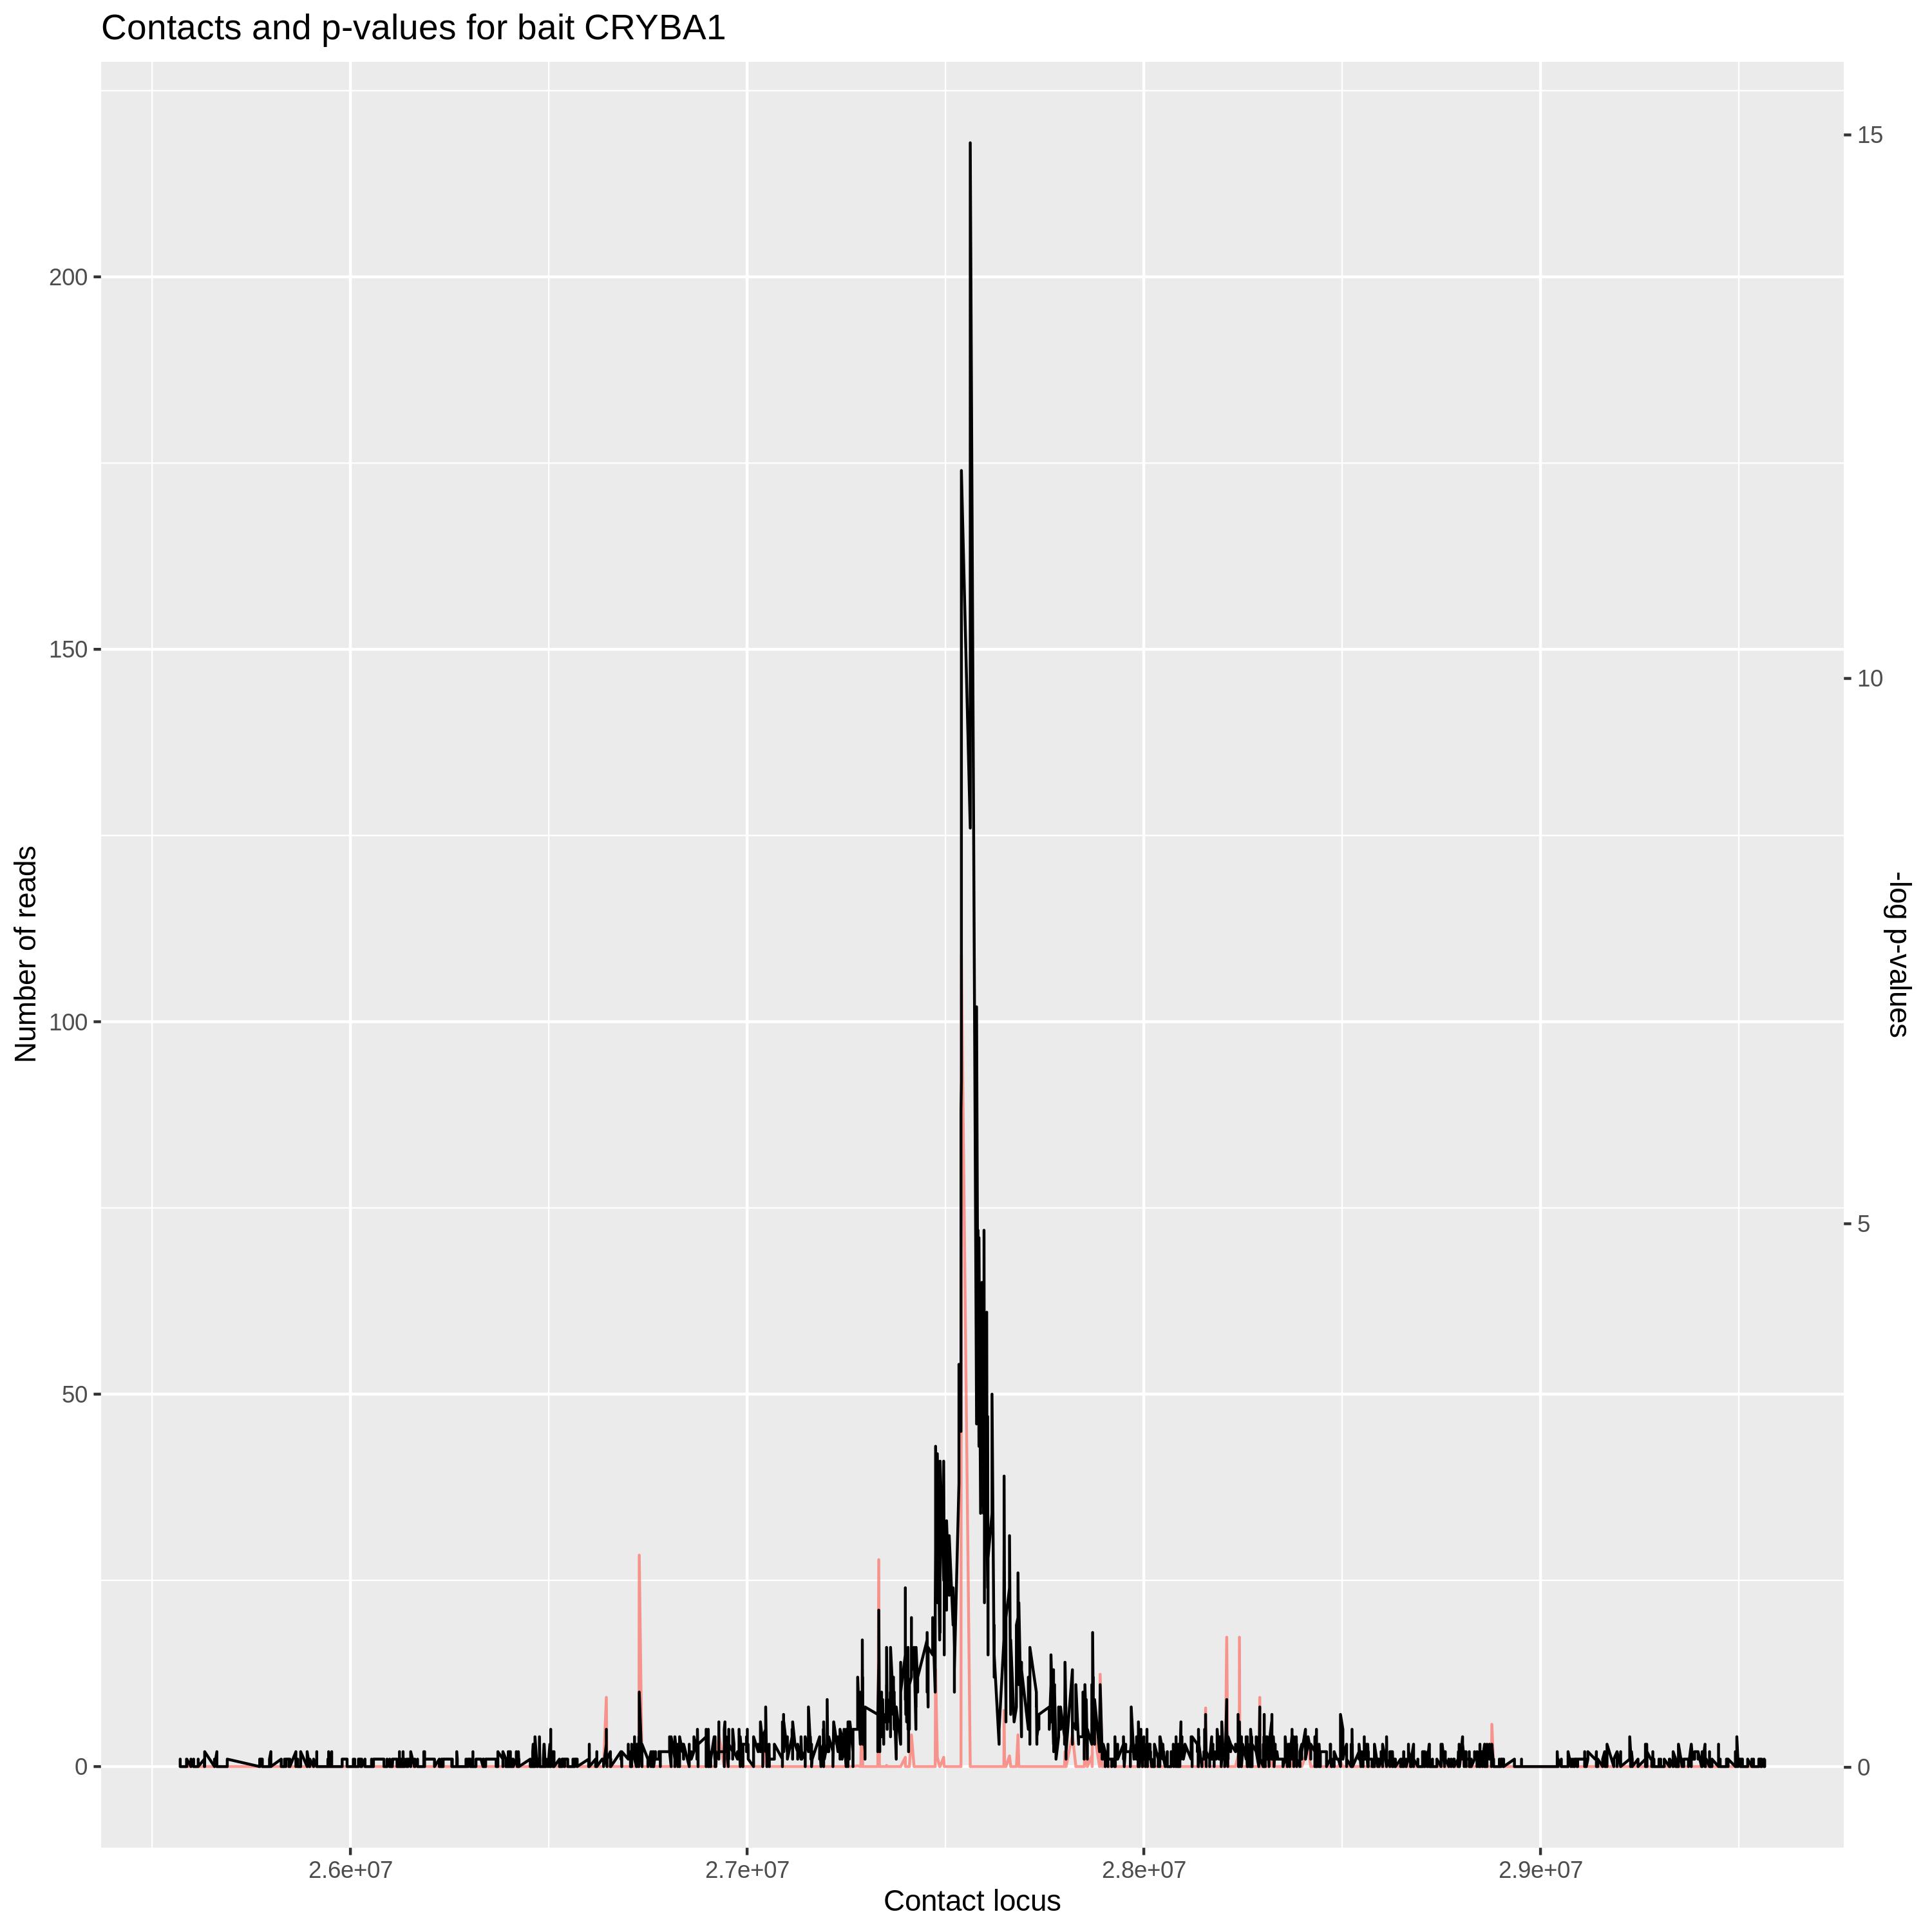 Contacts and p-values for bait CRYBA1
Number of reads
200
150
100
50
0
15
10
5
0
-log p-values
2.6e+07 2.7e+07 2.8e+07 2.9e+07
Contact locus